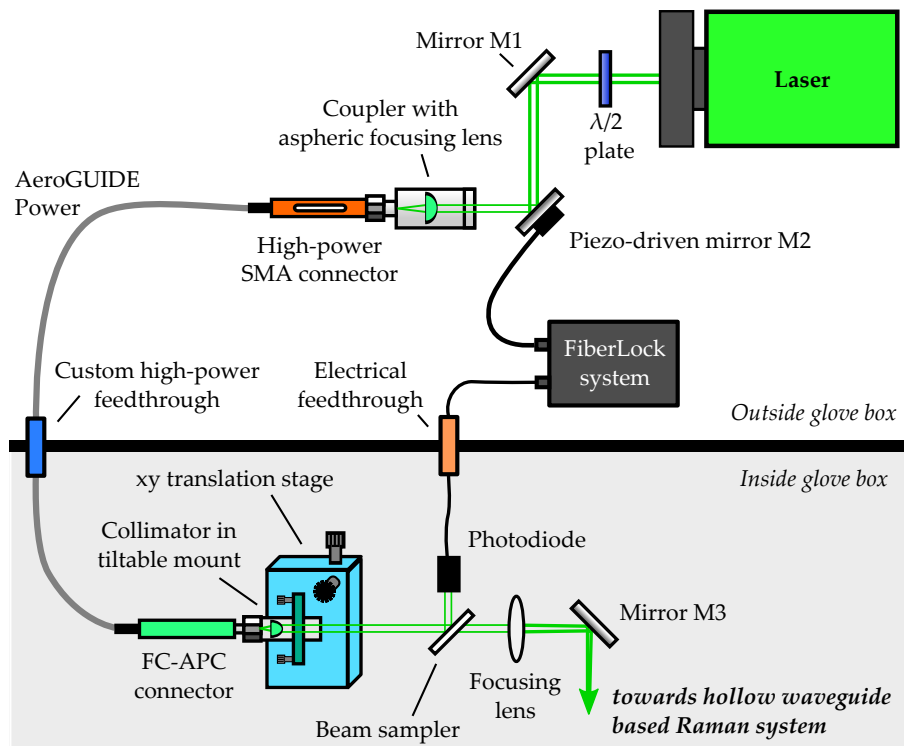 Mirror M1
Laser
λ/2
plate
Coupler with
aspheric focusing lens
AeroGUIDE
Power
High-power
SMA connector
Piezo-driven mirror M2
FiberLock
system
Custom high-power
feedthrough
Electrical
feedthrough
Outside glove box
Inside glove box
xy translation stage
Collimator in
tiltable mount
Photodiode
Mirror M3
FC-APC
connector
Beam sampler
Focusing
lens
towards hollow waveguide
based Raman system